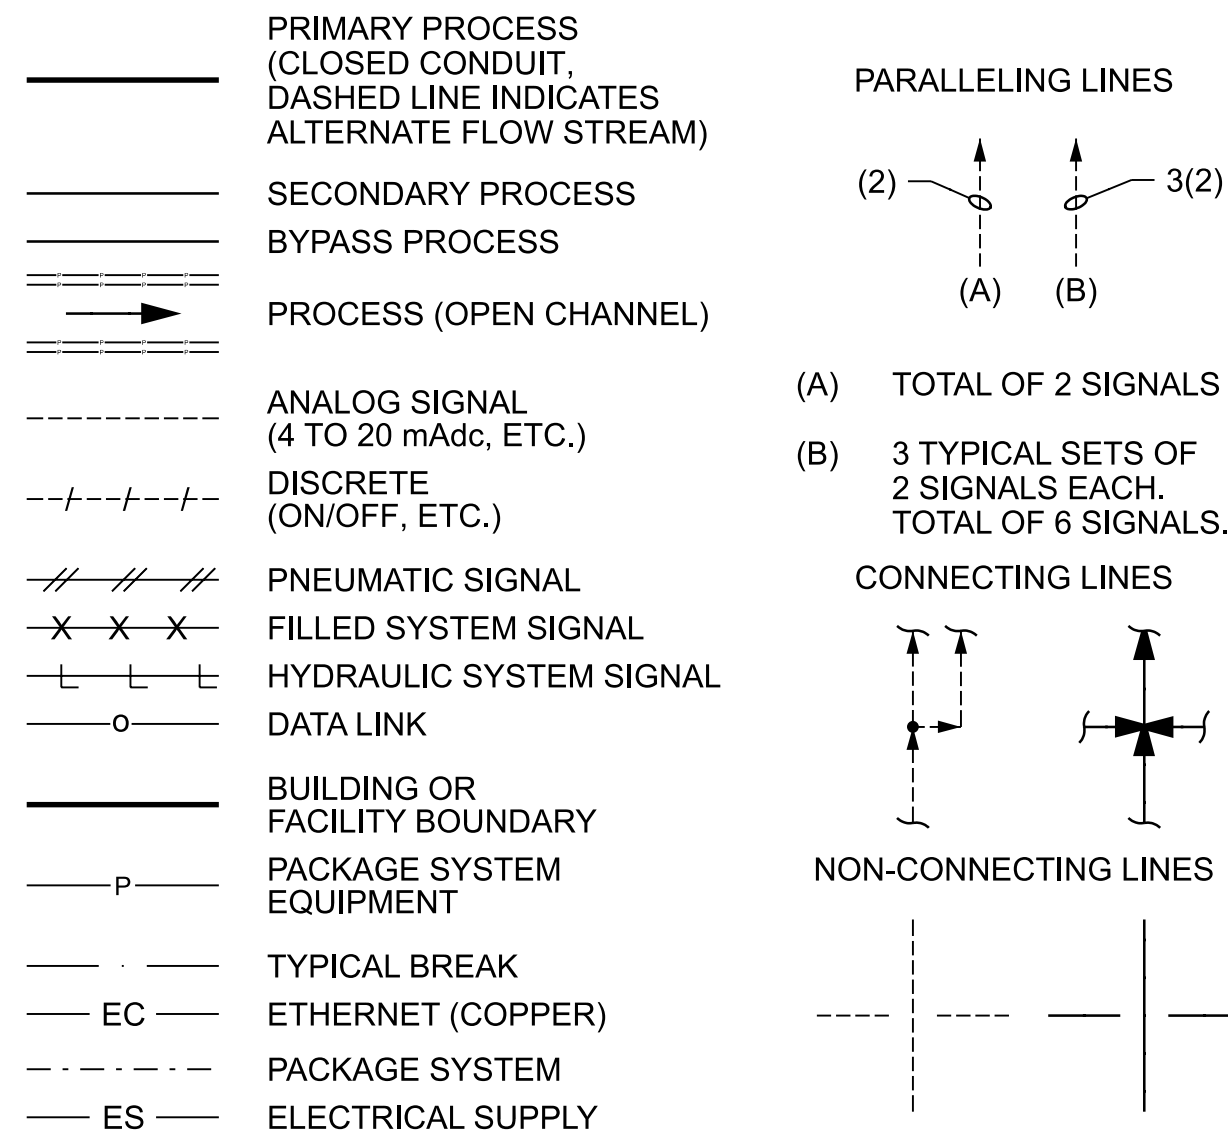 PRIMARY PROCESS
(CLOSED CONDUIT,
DASHED LINE INDICATES
ALTERNATE FLOW STREAM)
SECONDARY PROCESS
BYPASS PROCESS
P P P P
P P P P
PROCESS (OPEN CHANNEL)
P P P P
P P P P
ANALOG SIGNAL
(4 TO 20 mAdc, ETC.)
DISCRETE
(ON/OFF, ETC.)
PNEUMATIC SIGNAL
X X X FILLED SYSTEM SIGNAL
HYDRAULIC SYSTEM SIGNAL
O DATA LINK
BUILDING OR
FACILITY BOUNDARY
P PACKAGE SYSTEM
EQUIPMENT
TYPICAL BREAK
EC ETHERNET (COPPER)
PACKAGE SYSTEM
ES ELECTRICAL SUPPLY
PARALLELING LINES
(2) 3(2)
(A) (B)
(A) TOTAL OF 2 SIGNALS
(B) 3 TYPICAL SETS OF
2 SIGNALS EACH.
TOTAL OF 6 SIGNALS.
CONNECTING LINES
NON-CONNECTING LINES